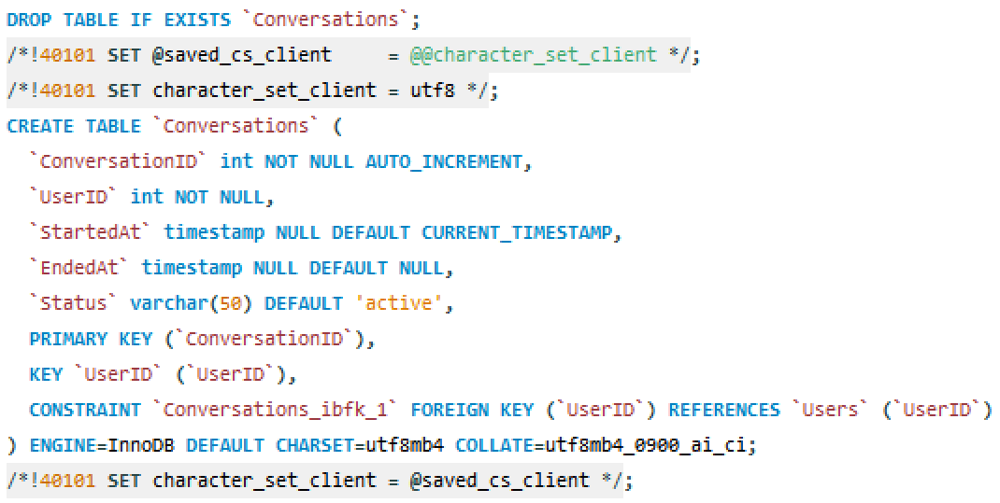 DROP TABLE IF EXISTS `Conversations`;
/*!40101 SET @saved_cs_client     = @@character_set_client */;
/*!40101 SET character_set_client = utf8 */;
CREATE TABLE `Conversations` (
  `ConversationID` int NOT NULL AUTO_INCREMENT,
  `UserID` int NOT NULL,
  `StartedAt` timestamp NULL DEFAULT CURRENT_TIMESTAMP,
  `EndedAt` timestamp NULL DEFAULT NULL,
  `Status` varchar(50) DEFAULT 'active',
  PRIMARY KEY (`ConversationID`),
  KEY `UserID` (`UserID`),
  CONSTRAINT `Conversations_ibfk_1` FOREIGN KEY (`UserID`) REFERENCES `Users` (`UserID`)
) ENGINE=InnoDB DEFAULT CHARSET=utf8mb4 COLLATE=utf8mb4_0900_ai_ci;
/*!40101 SET character_set_client = @saved_cs_client */;